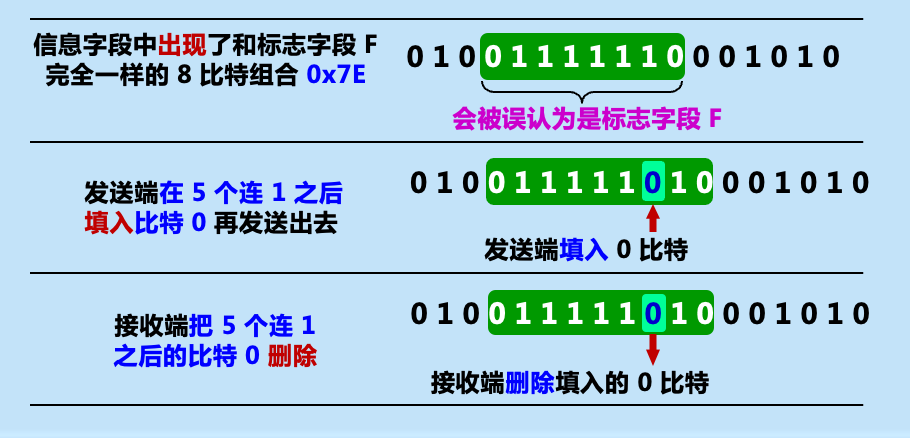 信息字段中出现了和标志字段 F
完全一样的 8 比特组合 0x7E
0 1 0 0 1 1 1 1 1 1 0 0 0 1 0 1 0
会被误认为是标志字段 F
发送端在 5 个连 1 之后
填入比特 0 再发送出去
0 1 0 0 1 1 1 1 1 0 1 0 0 0 1 0 1 0
发送端填入 0 比特
接收端把 5 个连 1
之后的比特 0 删除
0 1 0 0 1 1 1 1 1 0 1 0 0 0 1 0 1 0
接收端删除填入的 0 比特